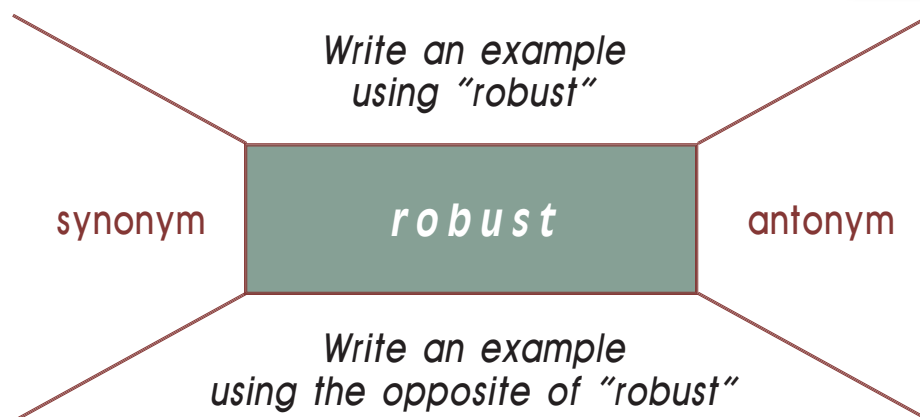 Write an example
using "robust"
synonym
robust
antonym
Write an example
using the opposite of "robust"